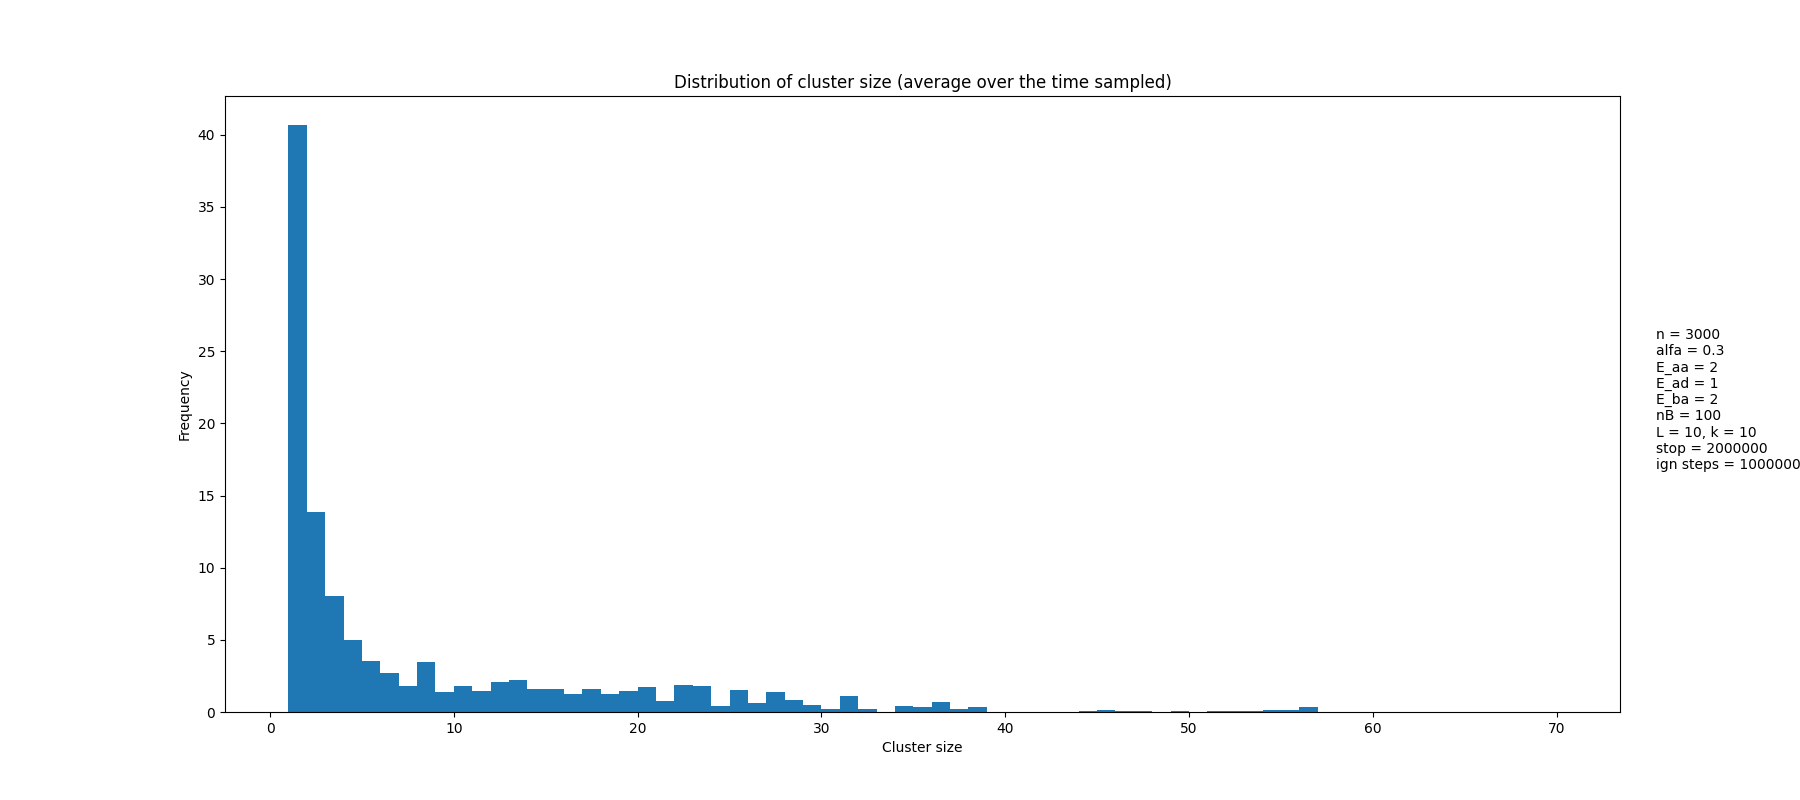 Distribution of cluster size (average over the time sampled)
40
35
30
25
20
15
10
5
0
Frequency
0 10 20 30 40 50 60 70
Cluster size
n = 3000
alfa = 0.3
E_aa = 2
E_ad = 1
E_ba = 2
nB = 100
L = 10, k = 10
stop = 2000000
ign steps = 1000000